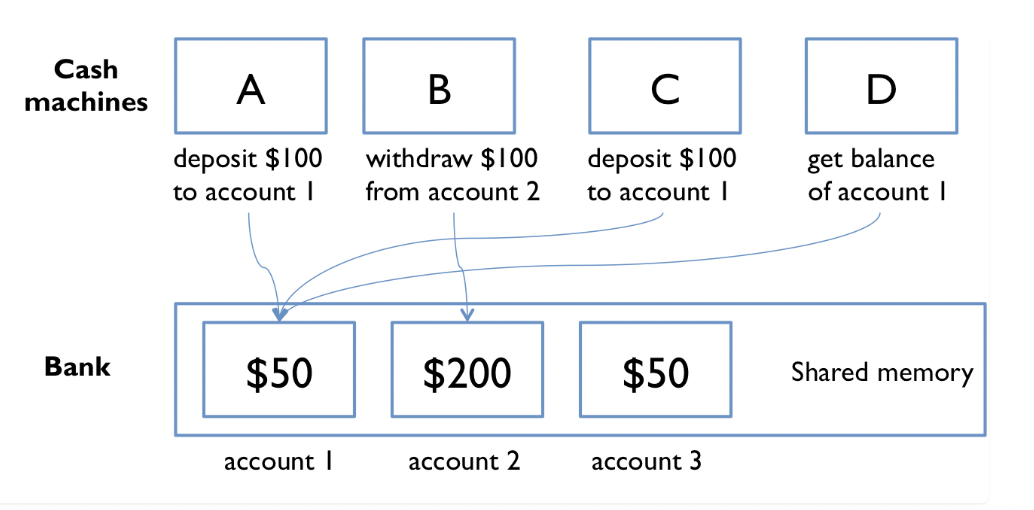 Cash
machines
A
B
C
D
deposit $100
to account 1
withdraw $100
from account 2
deposit $100
to account 1
get balance
of account 1
Bank
$50
$200
$50
Shared memory
account 1
account 2
account 3